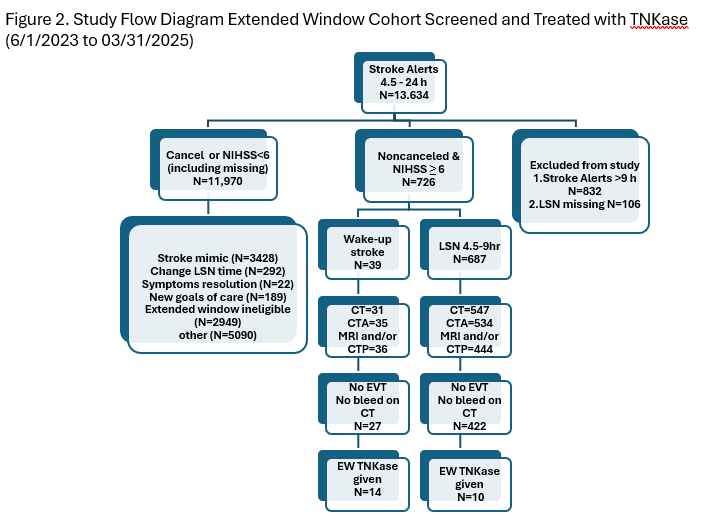 Figure 2. Study Flow Diagram Extended Window Cohort Screened and Treated with TNKase
(6/1/2023 to 03/31/2025)
Stroke Alerts
4.5 - 24 h
N=13.634
Cancel or NIHSS<6
(including missing)
N=11,970
Noncanceled &
NIHSS ≥ 6
N=726
Excluded from study
1.Stroke Alerts >9 h
N=832
2.LSN missing N=106
Stroke mimic (N=3428)
Change LSN time (N=292)
Symptoms resolution (N=22)
New goals of care (N=189)
Extended window ineligible
(N=2949)
other (N=5090)
Wake-up
stroke
N=39
LSN 4.5-9hr
N=687
CT=31
CTA=35
MRI and/or
CTP=36
CT=547
CTA=534
MRI and/or
CTP=444
No EVT
No bleed on
CT
N=27
No EVT
No bleed on
CT
N=422
EW TNKase
given
N=14
EW TNKase
given
N=10